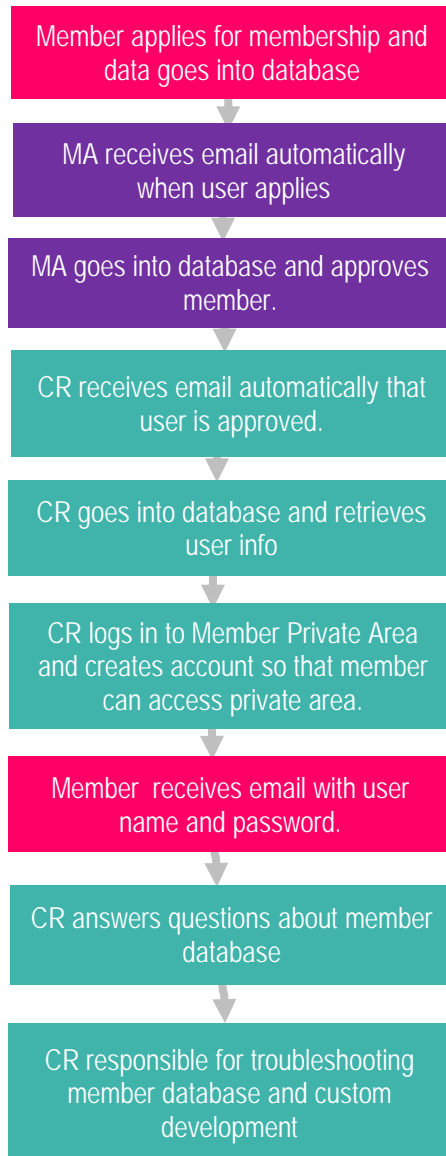 Member applies for membership and
data goes into database
MA receives email automatically
when user applies
MA goes into database and approves
member.
CR receives email automatically that
user is approved.
CR goes into database and retrieves
user info
CR logs in to Member Private Area
and creates account so that member
can access private area.
Member  receives email with user
name and password.
CR answers questions about member
database
CR responsible for troubleshooting
member database and custom
development